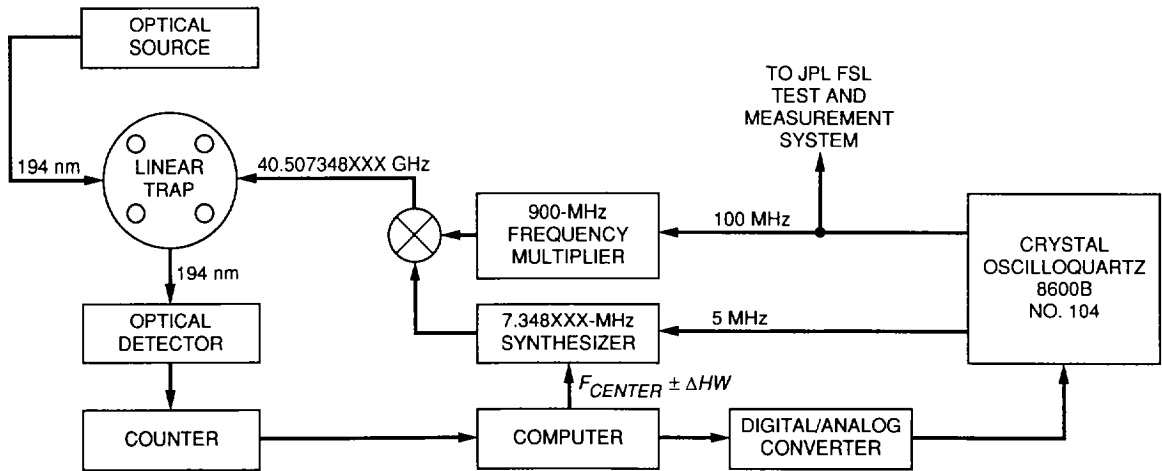 OPTICAL
SOURCE
TO JPL FSL
TEST AND
MEASUREMENT
SYSTEM
194 nm
LINEAR
TRAP
40.507348XXX GHz
900-MHz
FREQUENCY
MULTIPLIER
100 MHz
CRYSTAL
OSCILLOQUARTZ
8600B
NO. 104
194 nm
OPTICAL
DETECTOR
7.348XXX-MHz
SYNTHESIZER
5 MHz
F_CENTER ± ΔHW
COUNTER
COMPUTER
DIGITAL/ANALOG
CONVERTER